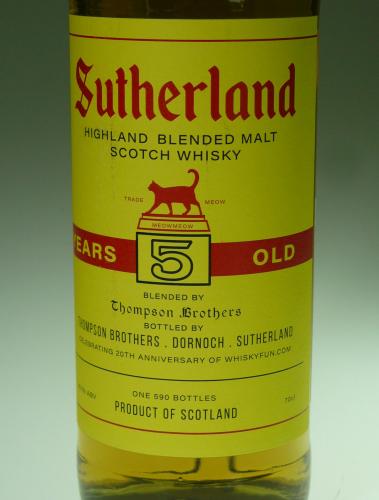 Sutherland
HIGHLAND BLENDED MALT
SCOTCH WHISKY
TRADE MEOW
MEOWMEOW
YEARS 5 OLD
BLENDED BY
Thompson Brothers
BOTTLED BY
THOMPSON BROTHERS . DORNOCH . SUTHERLAND
CELEBRATING 20TH ANNIVERSARY OF WHISKYFUN.COM
ABV ONE 590 BOTTLES 70cl
PRODUCT OF SCOTLAND